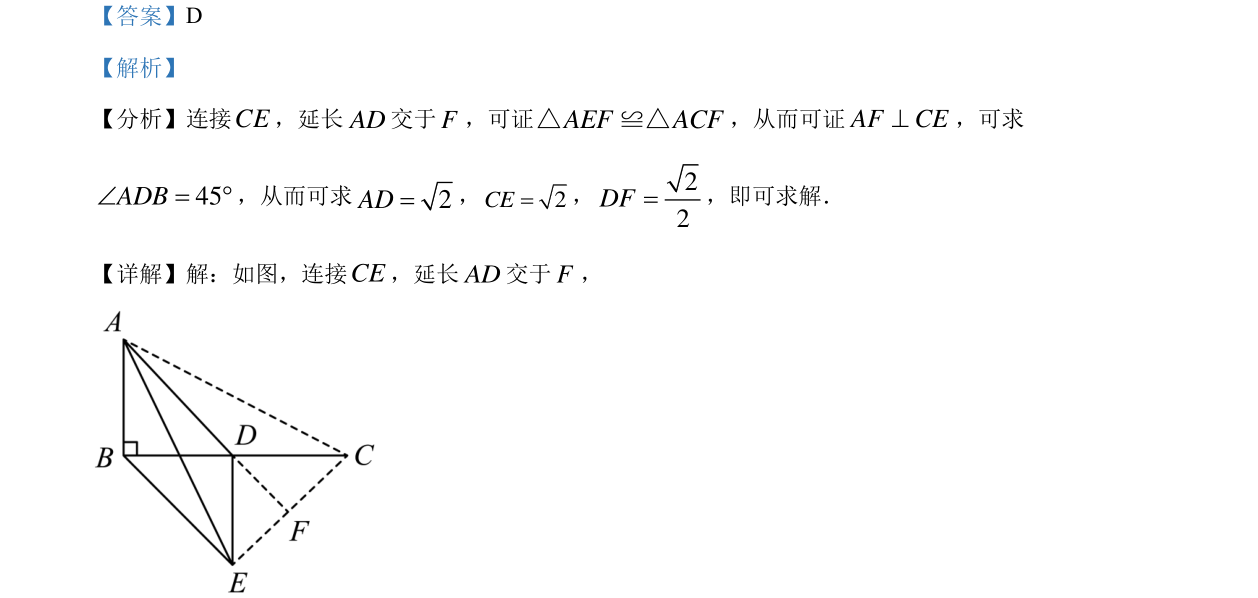 【答案】D
【解析】
【分析】连接CE，延长AD交于F，可证△AEF≌△ACF，从而可证AF⊥CE，可求
∠ADB=45°，从而可求AD=√2，CE=√2，DF=√2/2，即可求解．
【详解】解：如图，连接CE，延长AD交于F，
A
D
B
C
F
E